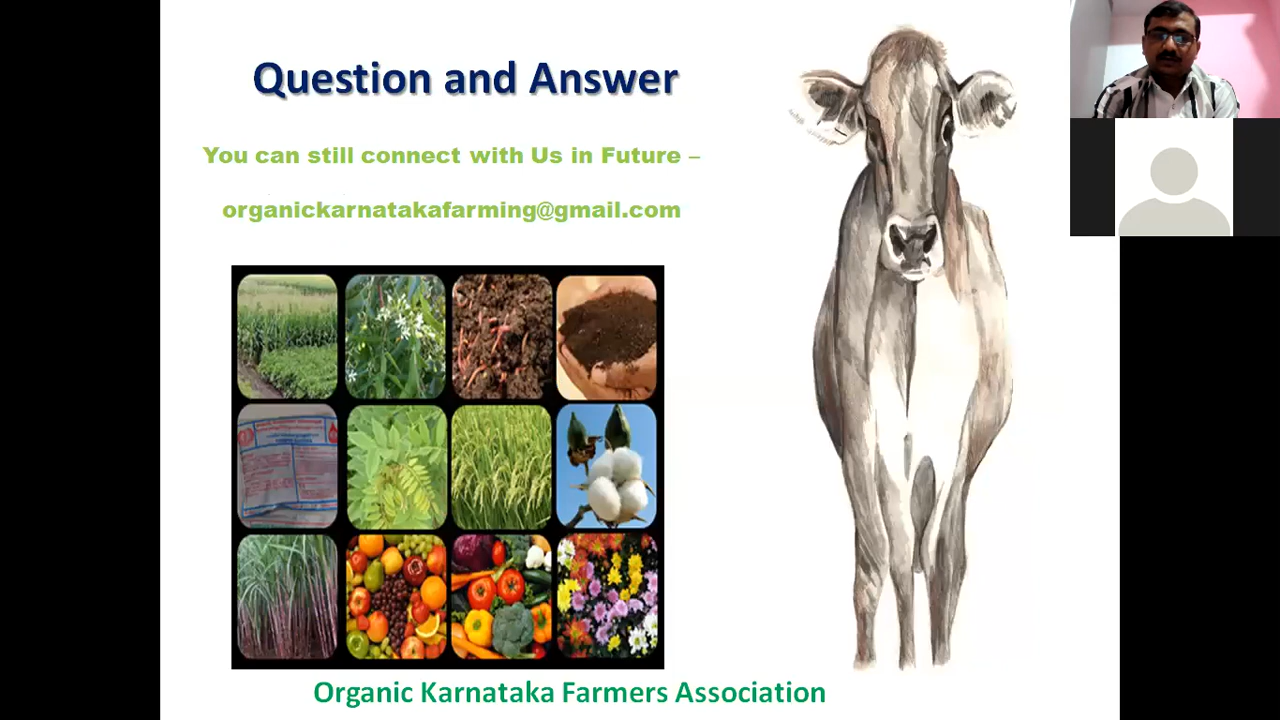 Question and Answer
You can still connect with Us in Future –
organickarnatakafarming@gmail.com
Organic Karnataka Farmers Association